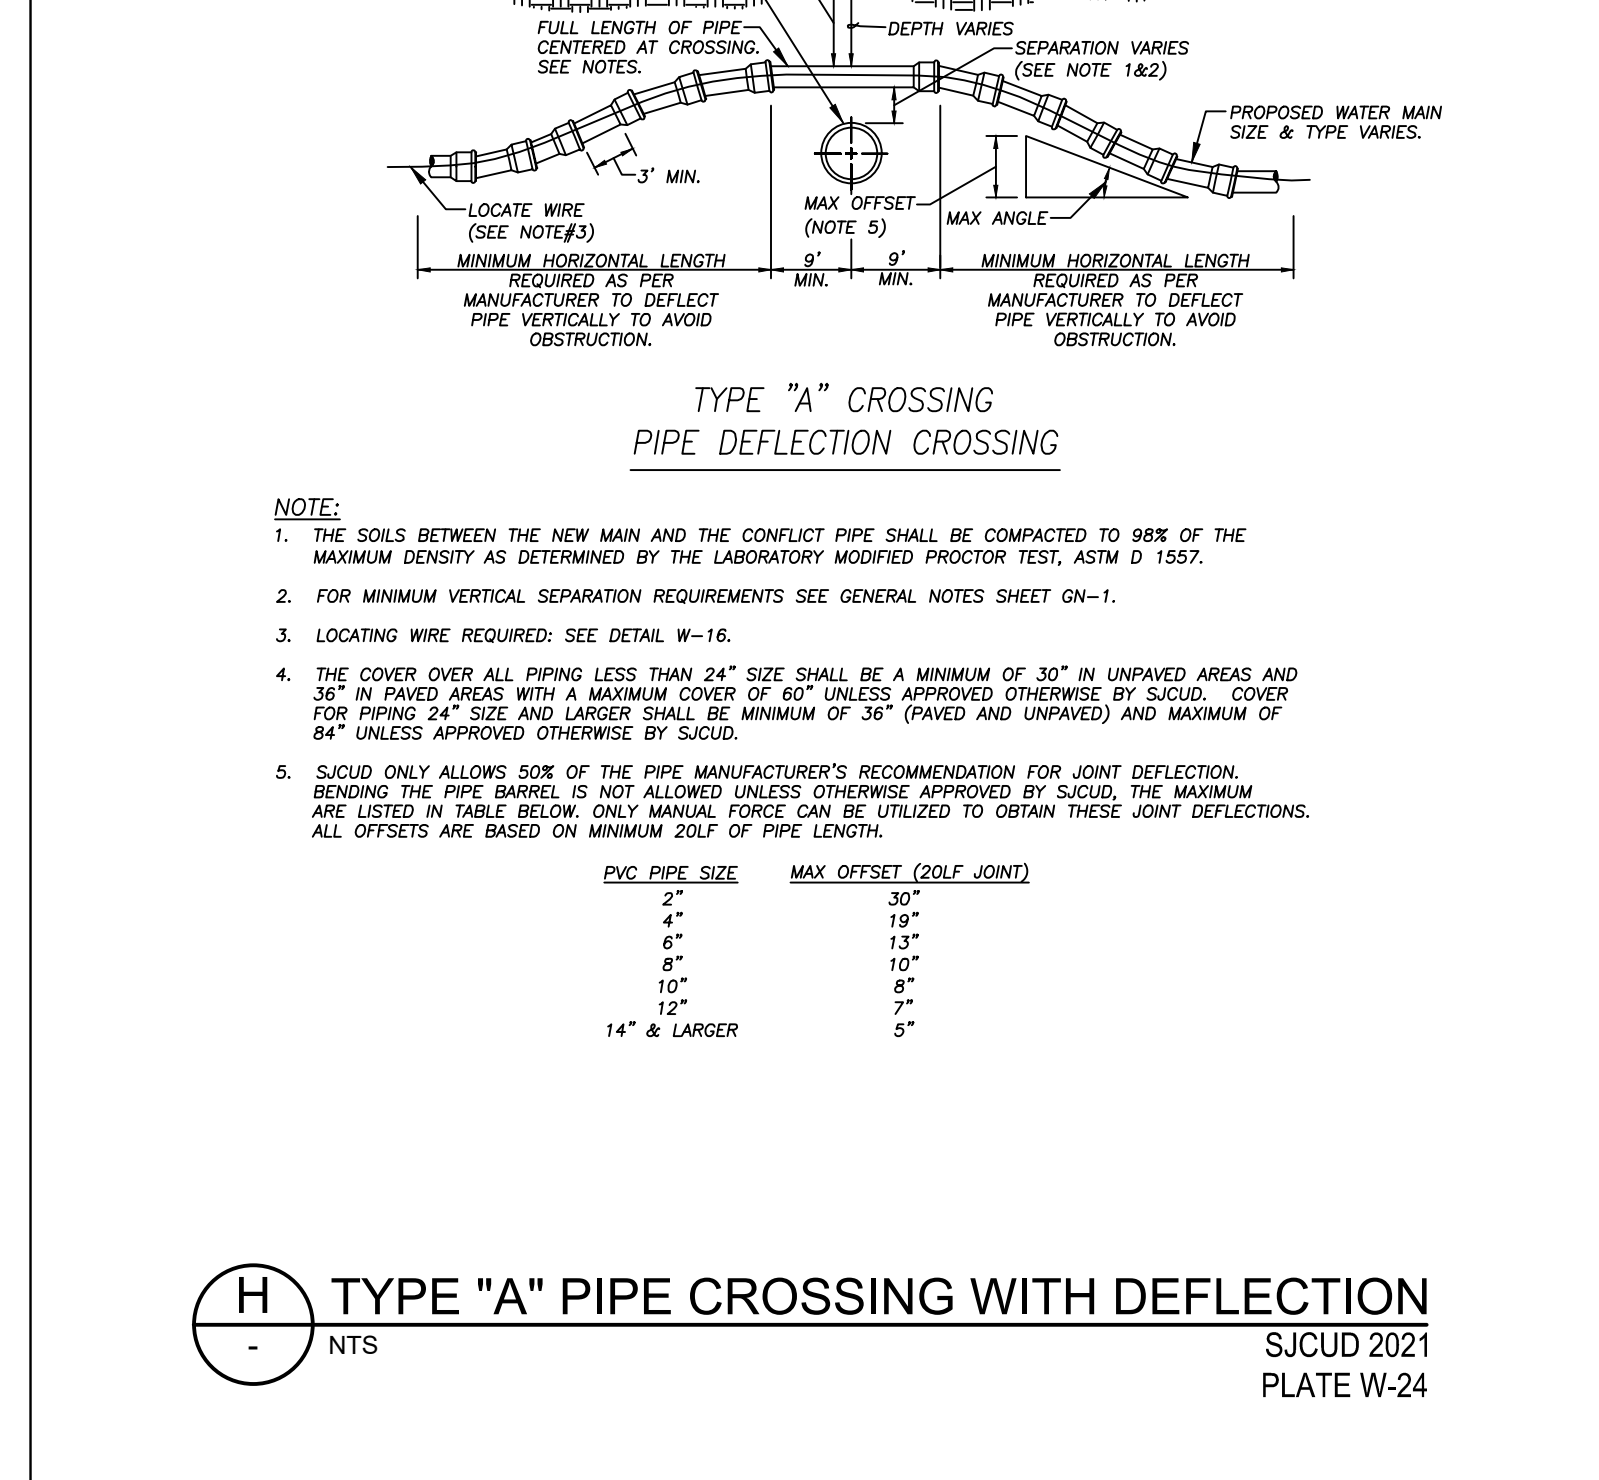 FULL LENGTH OF PIPE
CENTERED AT CROSSING.
SEE NOTES.
DEPTH VARIES
SEPARATION VARIES
(SEE NOTE 1&2)
PROPOSED WATER MAIN
SIZE & TYPE VARIES.
3' MIN.
LOCATE WIRE
(SEE NOTE#3)
MAX OFFSET
(NOTE 5)
MAX ANGLE
MINIMUM HORIZONTAL LENGTH
REQUIRED AS PER
MANUFACTURER TO DEFLECT
PIPE VERTICALLY TO AVOID
OBSTRUCTION.
9'
MIN.
9'
MIN.
MINIMUM HORIZONTAL LENGTH
REQUIRED AS PER
MANUFACTURER TO DEFLECT
PIPE VERTICALLY TO AVOID
OBSTRUCTION.
TYPE "A" CROSSING
PIPE DEFLECTION CROSSING
NOTE:
1. THE SOILS BETWEEN THE NEW MAIN AND THE CONFLICT PIPE SHALL BE COMPACTED TO 98% OF THE
MAXIMUM DENSITY AS DETERMINED BY THE LABORATORY MODIFIED PROCTOR TEST, ASTM D 1557.
2. FOR MINIMUM VERTICAL SEPARATION REQUIREMENTS SEE GENERAL NOTES SHEET GN-1.
3. LOCATING WIRE REQUIRED: SEE DETAIL W-16.
4. THE COVER OVER ALL PIPING LESS THAN 24" SIZE SHALL BE A MINIMUM OF 30" IN UNPAVED AREAS AND
36" IN PAVED AREAS WITH A MAXIMUM COVER OF 60" UNLESS APPROVED OTHERWISE BY SJCUD. COVER
FOR PIPING 24" SIZE AND LARGER SHALL BE MINIMUM OF 36" (PAVED AND UNPAVED) AND MAXIMUM OF
84" UNLESS APPROVED OTHERWISE BY SJCUD.
5. SJCUD ONLY ALLOWS 50% OF THE PIPE MANUFACTURER'S RECOMMENDATION FOR JOINT DEFLECTION.
BENDING THE PIPE BARREL IS NOT ALLOWED UNLESS OTHERWISE APPROVED BY SJCUD, THE MAXIMUM
ARE LISTED IN TABLE BELOW. ONLY MANUAL FORCE CAN BE UTILIZED TO OBTAIN THESE JOINT DEFLECTIONS.
ALL OFFSETS ARE BASED ON MINIMUM 20LF OF PIPE LENGTH.
PVC PIPE SIZE MAX OFFSET (20LF JOINT)
2" 30"
4" 19"
6" 13"
8" 10"
10" 8"
12" 7"
14" & LARGER 5"
H
-
TYPE "A" PIPE CROSSING WITH DEFLECTION
NTS
SJCUD 2021
PLATE W-24